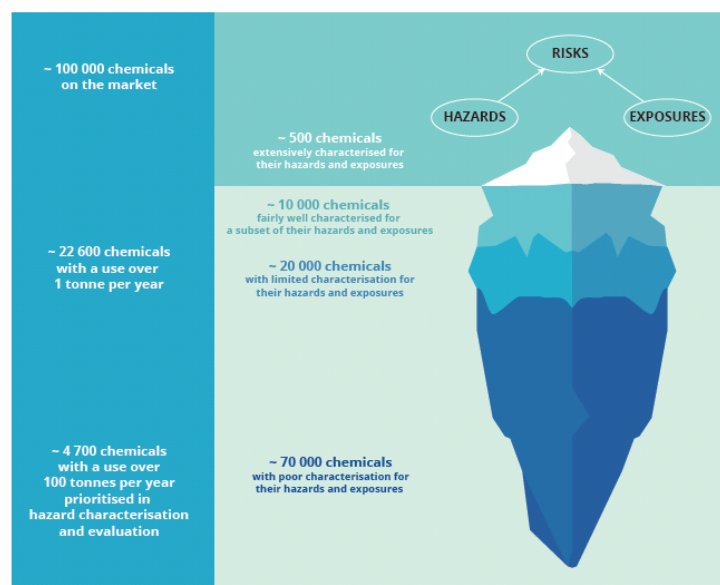 ~ 100 000 chemicals
on the market
~ 22 600 chemicals
with a use over
1 tonne per year
~ 4 700 chemicals
with a use over
100 tonnes per year
prioritised in
hazard characterisation
and evaluation
RISKS
HAZARDS
EXPOSURES
~ 500 chemicals
extensively characterised for
their hazards and exposures
~ 10 000 chemicals
fairly well characterised for
a subset of their hazards and exposures
~ 20 000 chemicals
with limited characterisation for
their hazards and exposures
~ 70 000 chemicals
with poor characterisation for
their hazards and exposures